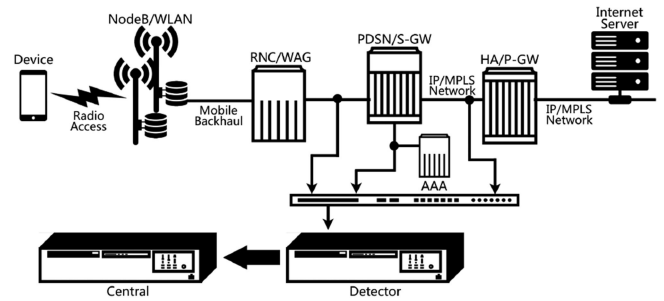 Internet
Server
NodeB/WLAN
PDSN/S-GW
Device
RNC/WAG
HA/P-GW
IP/MPLS
Network
Radio
Access
Mobile
Backhaul
IP/MPLS
Network
AAA
Central
Detector